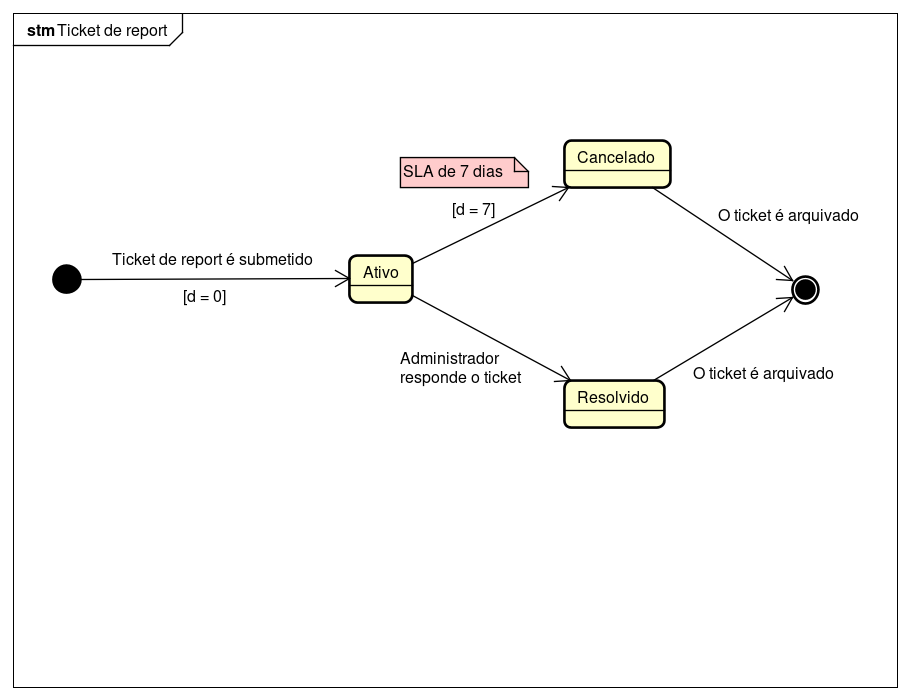 stm Ticket de report
Cancelado
SLA de 7 dias
[d = 7]
O ticket é arquivado
Ticket de report é submetido
Ativo
[d = 0]
Administrador
responde o ticket
O ticket é arquivado
Resolvido